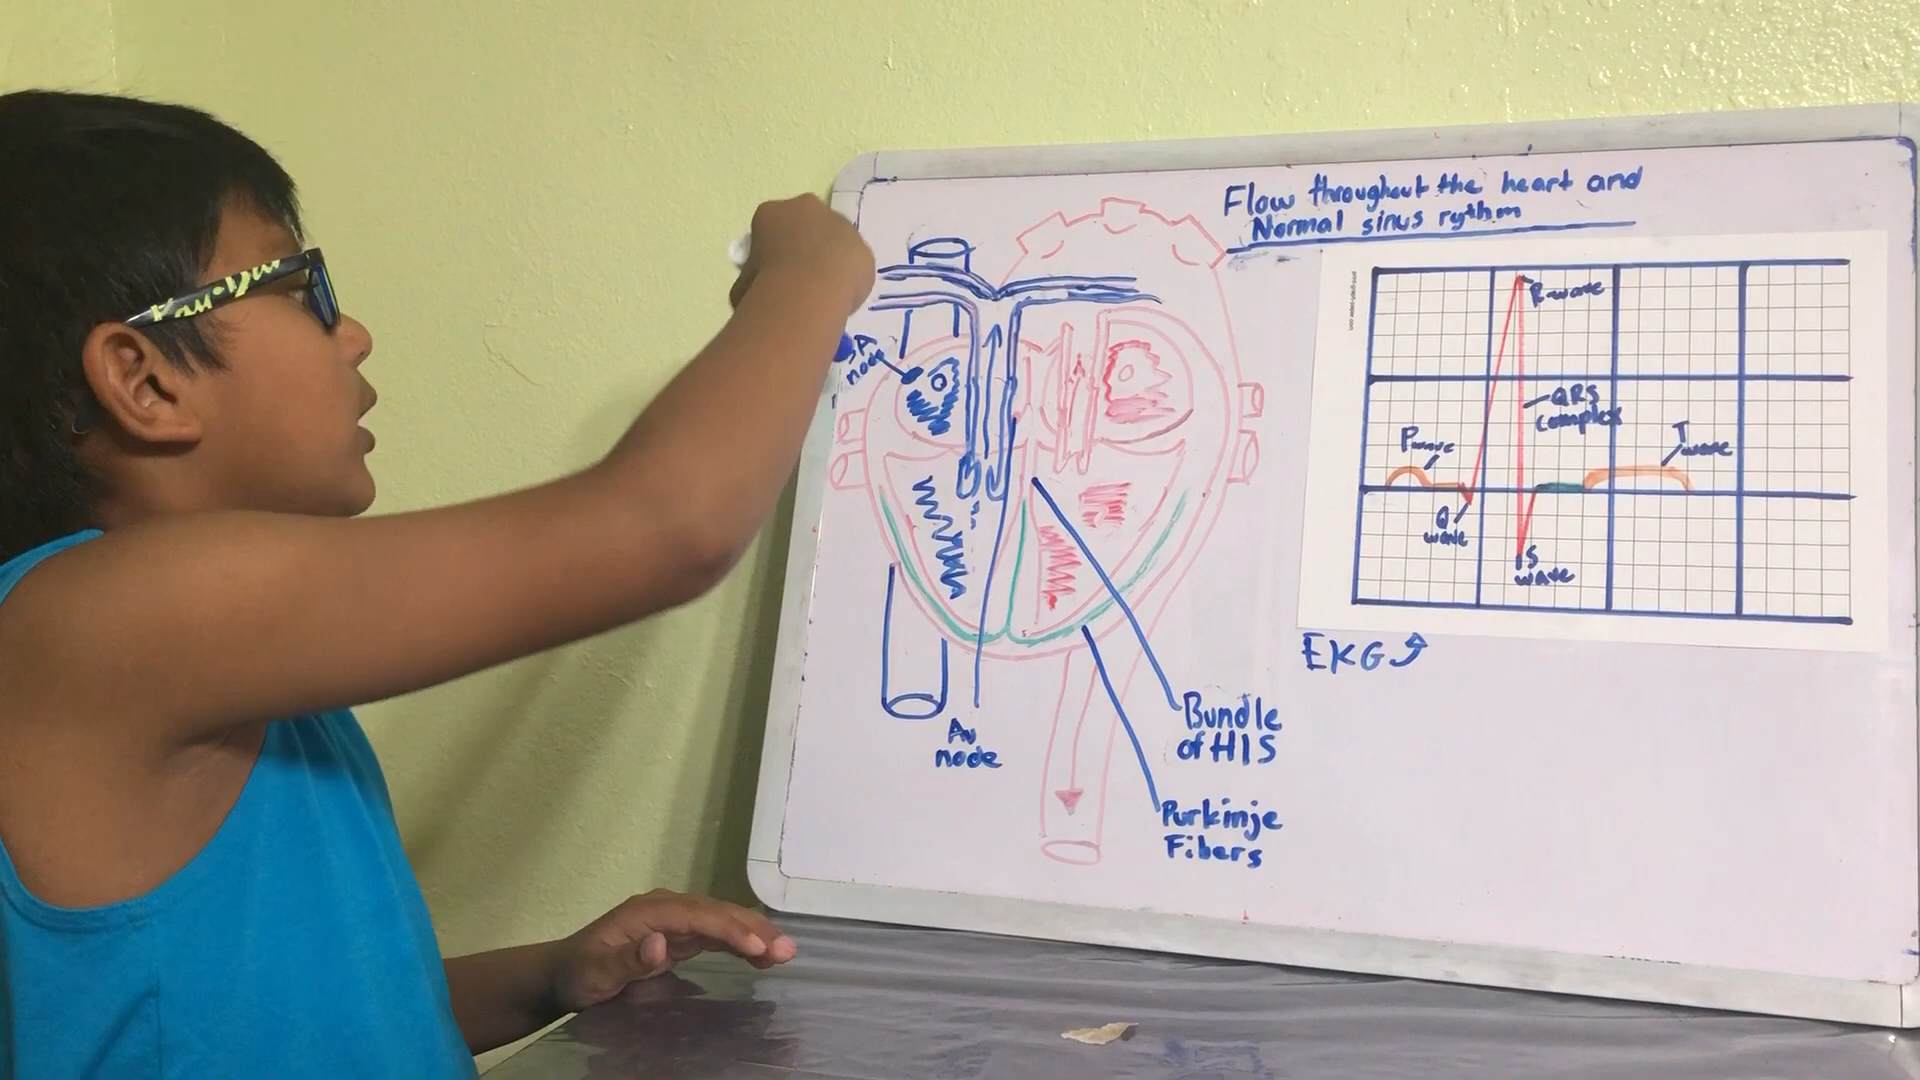 Flow throughout the heart and
Normal sinus rythm
SA
node
R-wave
QRS
complex
P wave
T
wave
Q
wave
S
wave
EKG
Av
node
Bundle
of HIS
Purkinje
Fibers